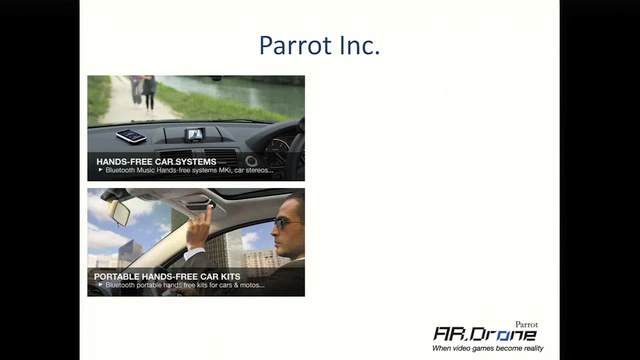 Parrot Inc.
HANDS-FREE CAR SYSTEMS
Bluetooth Music Hands-free systems MKi, car stereos...
PORTABLE HANDS-FREE CAR KITS
Bluetooth portable hands free kits for cars & motos...
Parrot
AR.Drone
When video games become reality